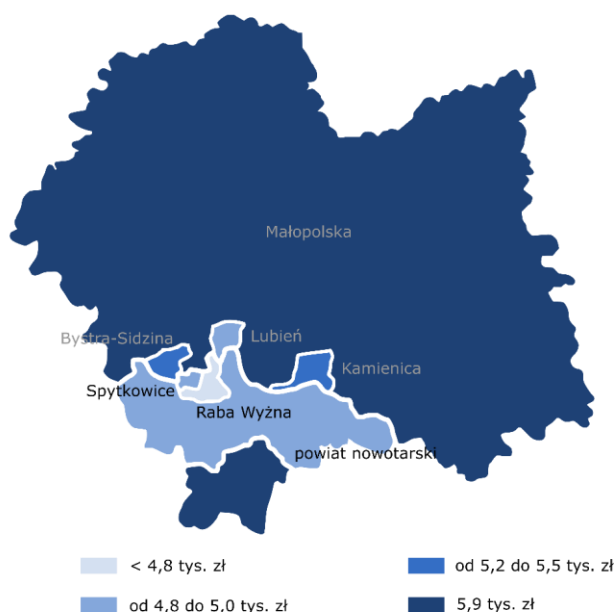 Małopolska
Bystra-Sidzina
Lubień
Kamienica
Spytkowice
Raba Wyżna
powiat nowotarski
< 4,8 tys. zł
od 5,2 do 5,5 tys. zł
od 4,8 do 5,0 tys. zł
5,9 tys. zł